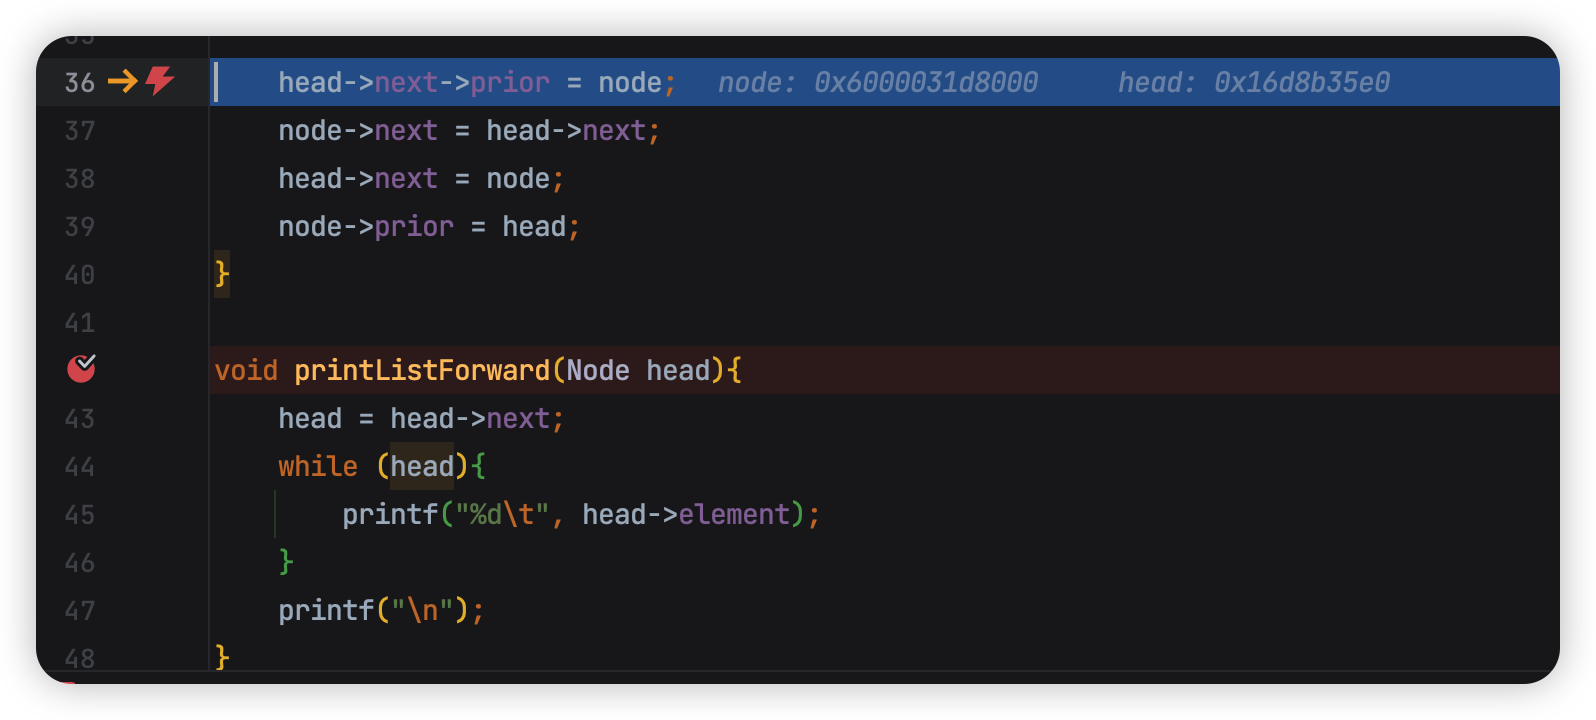 35
36 head->next->prior = node; node: 0x6000031d8000 head: 0x16d8b35e0
37 node->next = head->next;
38 head->next = node;
39 node->prior = head;
40 }
41
void printListForward(Node head){
43 head = head->next;
44 while (head){
45 printf("%d\t", head->element);
46 }
47 printf("\n");
48 }